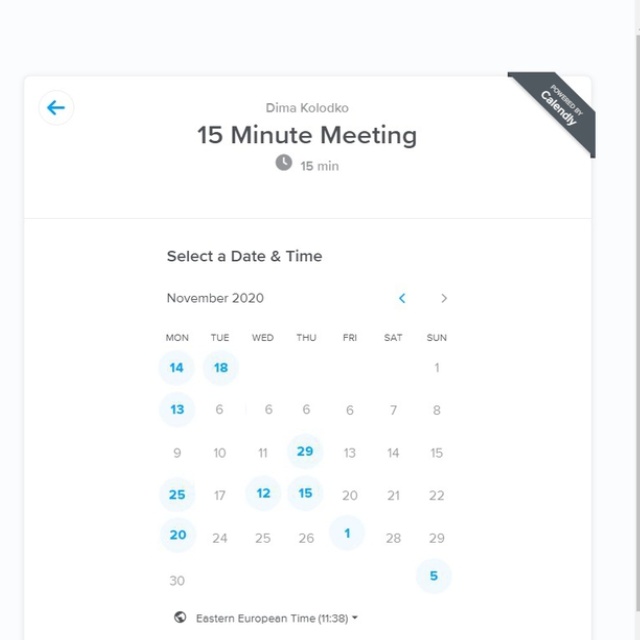 POWERED BY
Calendly
Dima Kolodko
15 Minute Meeting
15 min
Select a Date & Time
November 2020
MON TUE WED THU FRI SAT SUN
14 18 1
13 6 6 6 6 7 8
9 10 11 29 13 14 15
25 17 12 15 20 21 22
20 24 25 26 1 28 29
30 5
Eastern European Time (11:38)